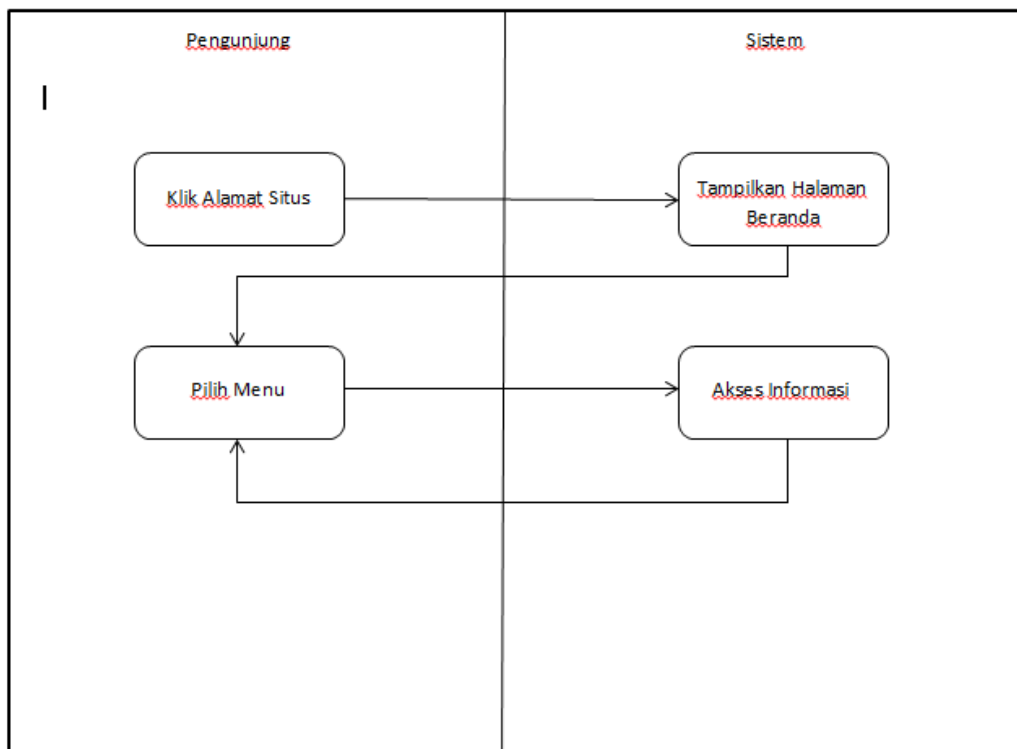 Pengunjung
Sistem
Klik Alamat Situs
Tampilkan Halaman
Beranda
Pilih Menu
Akses Informasi